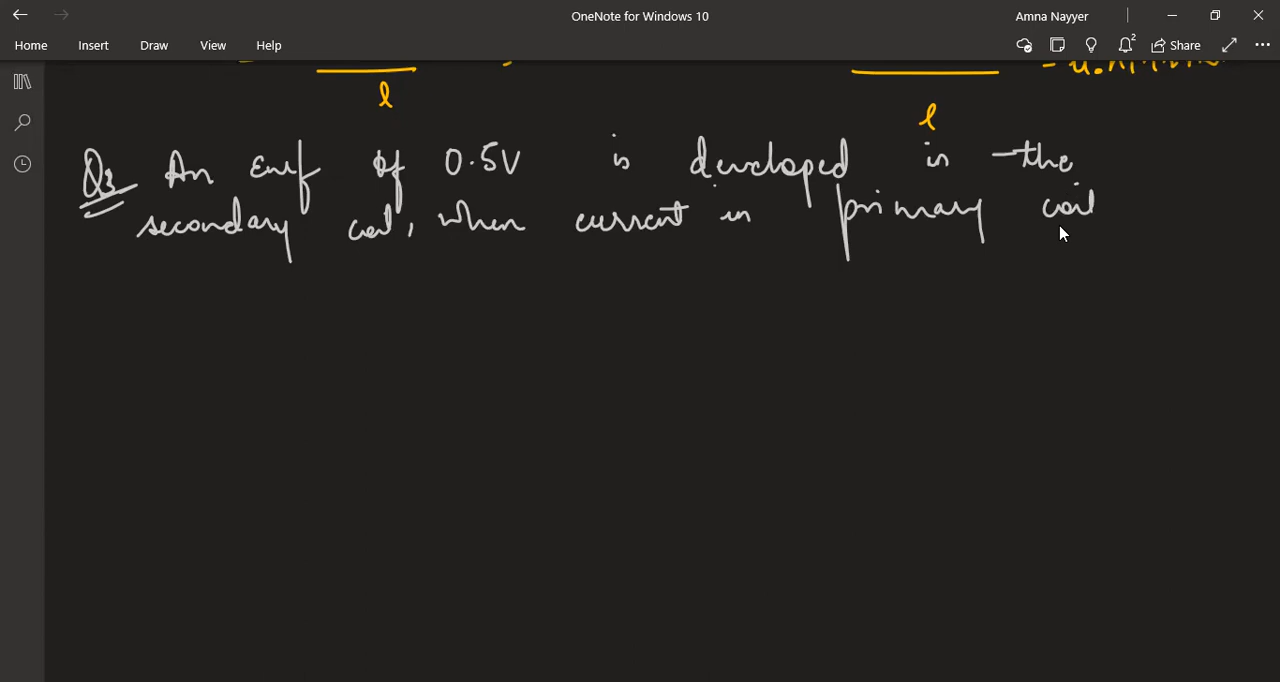 OneNote for Windows 10
Amna Nayyer
Home Insert Draw View Help
2 Share
l
l
Q3 An Emf of 0.5V is developed in the
secondary coil, when current in primary coil